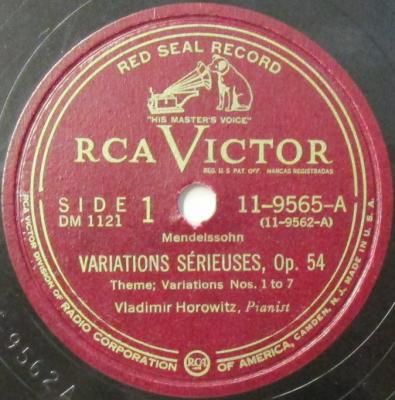 RED SEAL RECORD
"HIS MASTER'S VOICE"
RCA VICTOR
REG. U S PAT. OFF. MARCAS REGISTRADAS
SIDE 1
DM 1121
11-9565-A
(11-9562-A)
Mendelssohn
VARIATIONS SÉRIEUSES, Op. 54
Theme; Variations Nos. 1 to 7
Vladimir Horowitz, Pianist
RCA VICTOR DIVISION OF RADIO CORPORATION OF AMERICA, CAMDEN, N.J. MADE IN U.S.A.
RCA
9562A